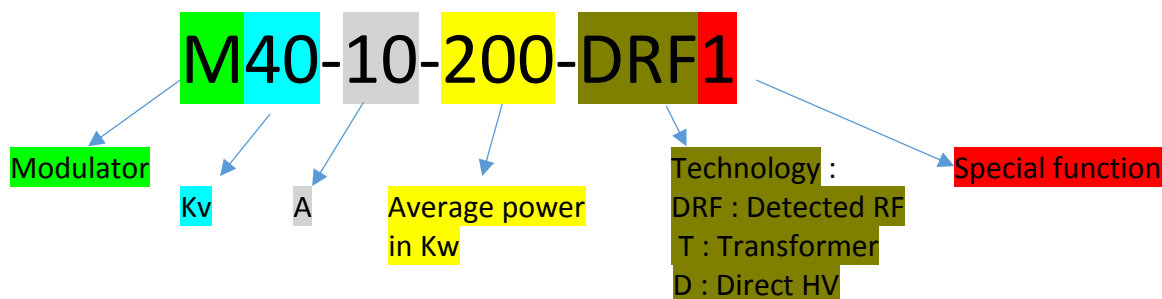 M40-10-200-DRF1
Modulator
Kv
A
Average power
in Kw
Technology :
DRF : Detected RF
T : Transformer
D : Direct HV
Special function